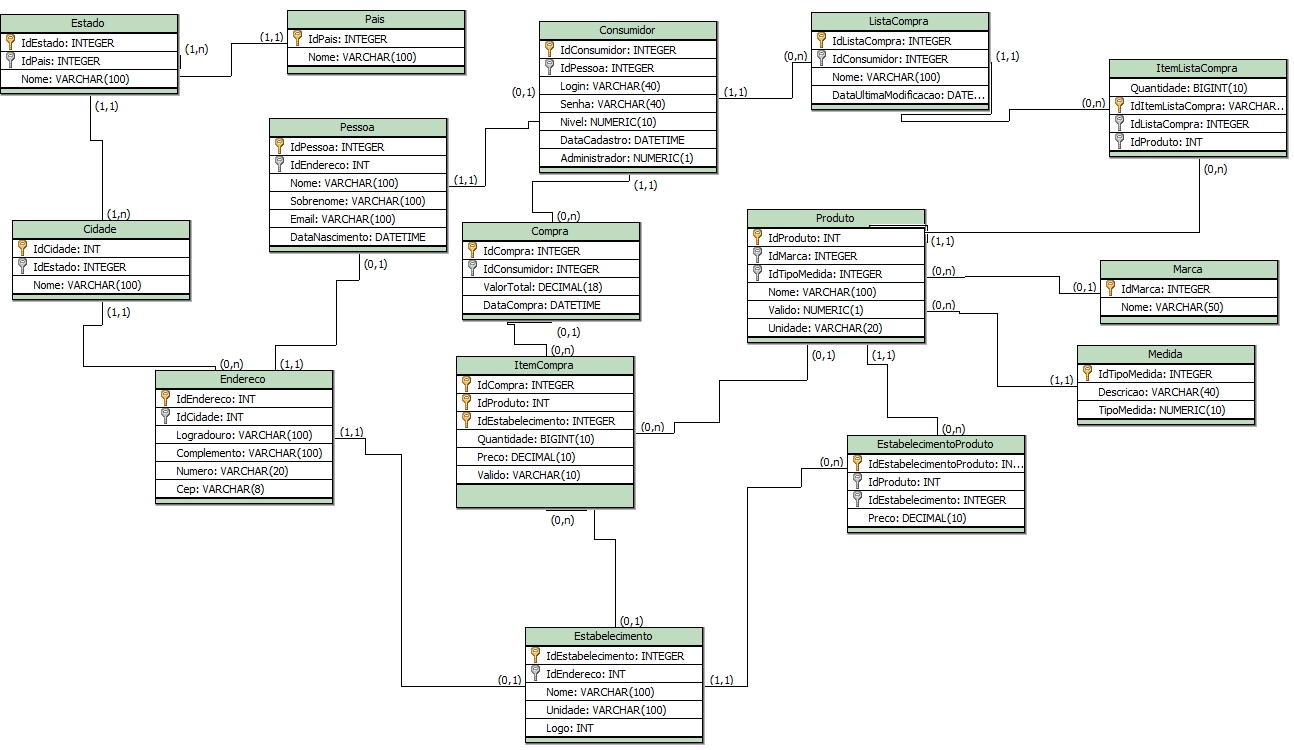 Estado
IdEstado: INTEGER
IdPais: INTEGER
Nome: VARCHAR(100)
(1,n)
(1,1)
Pais
IdPais: INTEGER
Nome: VARCHAR(100)
(1,1)
Consumidor
IdConsumidor: INTEGER
IdPessoa: INTEGER
Login: VARCHAR(40)
Senha: VARCHAR(40)
Nivel: NUMERIC(10)
DataCadastro: DATETIME
Administrador: NUMERIC(1)
(0,1)
(1,1)
(1,1)
ListaCompra
IdListaCompra: INTEGER
IdConsumidor: INTEGER
Nome: VARCHAR(100)
DataUltimaModificacao: DATE...
(0,n)
(1,1)
ItemListaCompra
Quantidade: BIGINT(10)
IdItemListaCompra: VARCHAR...
IdListaCompra: INTEGER
IdProduto: INT
(0,n)
(0,n)
Pessoa
IdPessoa: INTEGER
IdEndereco: INT
Nome: VARCHAR(100)
Sobrenome: VARCHAR(100)
Email: VARCHAR(100)
DataNascimento: DATETIME
(1,1)
(0,1)
(1,n)
Cidade
IdCidade: INT
IdEstado: INTEGER
Nome: VARCHAR(100)
(1,1)
(0,n)
Compra
IdCompra: INTEGER
IdConsumidor: INTEGER
ValorTotal: DECIMAL(18)
DataCompra: DATETIME
(0,1)
Produto
IdProduto: INT
IdMarca: INTEGER
IdTipoMedida: INTEGER
Nome: VARCHAR(100)
Valido: NUMERIC(1)
Unidade: VARCHAR(20)
(1,1)
(0,n)
(0,n)
(0,1)
(1,1)
Marca
IdMarca: INTEGER
Nome: VARCHAR(50)
(0,1)
Medida
IdTipoMedida: INTEGER
Descricao: VARCHAR(40)
TipoMedida: NUMERIC(10)
(1,1)
(0,n)
(1,1)
Endereco
IdEndereco: INT
IdCidade: INT
Logradouro: VARCHAR(100)
Complemento: VARCHAR(100)
Numero: VARCHAR(20)
Cep: VARCHAR(8)
(1,1)
(0,n)
ItemCompra
IdCompra: INTEGER
IdProduto: INT
IdEstabelecimento: INTEGER
Quantidade: BIGINT(10)
Preco: DECIMAL(10)
Valido: VARCHAR(10)
(0,n)
(0,n)
(0,n)
EstabelecimentoProduto
IdEstabelecimentoProduto: IN...
IdProduto: INT
IdEstabelecimento: INTEGER
Preco: DECIMAL(10)
(0,n)
(0,1)
Estabelecimento
IdEstabelecimento: INTEGER
IdEndereco: INT
Nome: VARCHAR(100)
Unidade: VARCHAR(100)
Logo: INT
(0,1)
(1,1)